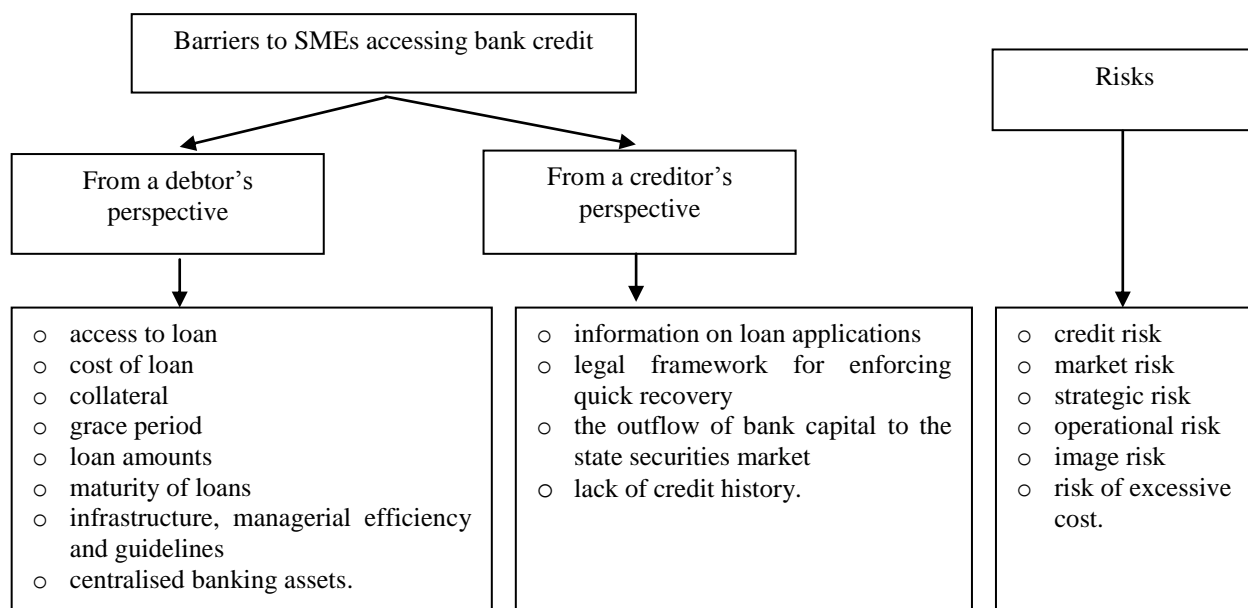 Barriers to SMEs accessing bank credit
Risks
From a debtor’s
perspective
From a creditor’s
perspective
o access to loan
o cost of loan
o collateral
o grace period
o loan amounts
o maturity of loans
o infrastructure, managerial efficiency
and guidelines
o centralised banking assets.
o information on loan applications
o legal framework for enforcing
quick recovery
o the outflow of bank capital to the
state securities market
o lack of credit history.
o credit risk
o market risk
o strategic risk
o operational risk
o image risk
o risk of excessive
cost.